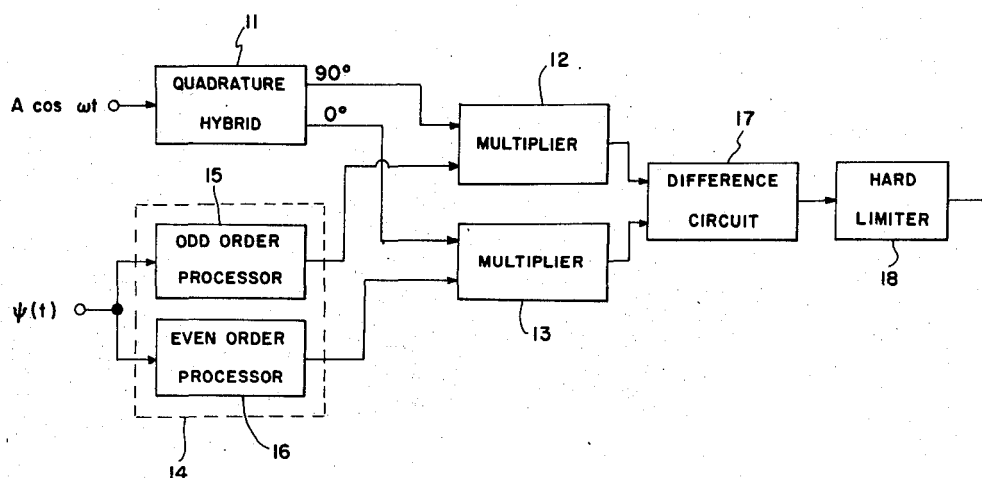 11
QUADRATURE
HYBRID
90°
0°
A cos ωt
12
MULTIPLIER
17
DIFFERENCE
CIRCUIT
HARD
LIMITER
18
15
ODD ORDER
PROCESSOR
MULTIPLIER
13
ψ(t)
EVEN ORDER
PROCESSOR
14
16